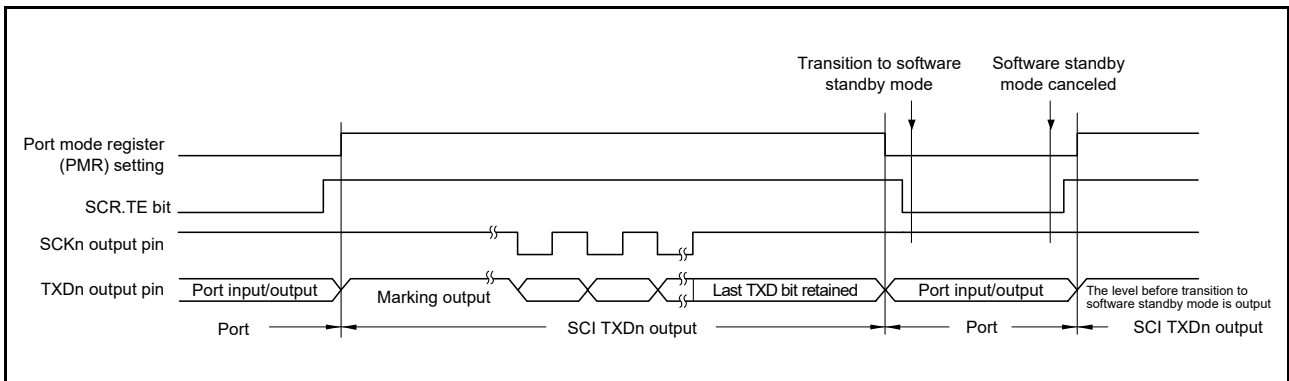 Transition to software
standby mode
Software standby
mode canceled
Port mode register
(PMR) setting
SCR.TE bit
SCKn output pin
TXDn output pin
Port input/output
Marking output
Last TXD bit retained
Port input/output
The level before transition to
software standby mode is output
Port
SCI TXDn output
Port
SCI TXDn output